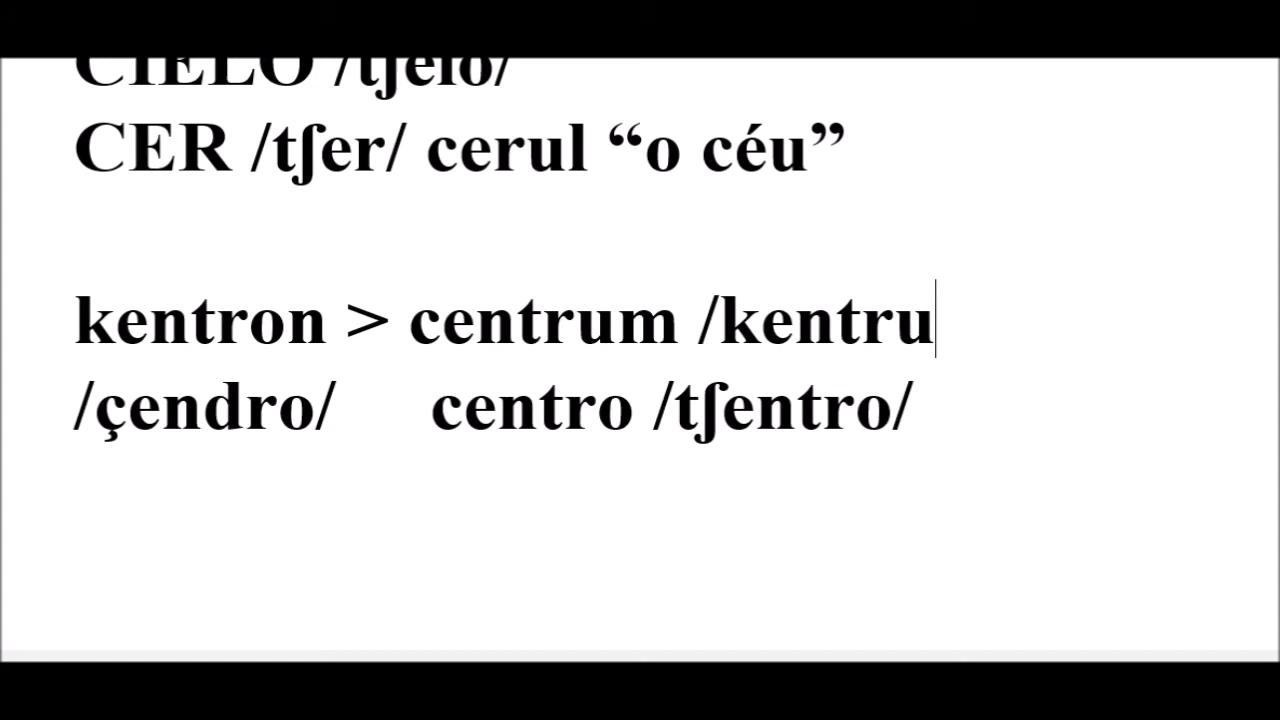 CIELO /tʃelo/
CER /tʃer/ cerul “o céu”
kentron > centrum /kentru
/çendro/ centro /tʃentro/